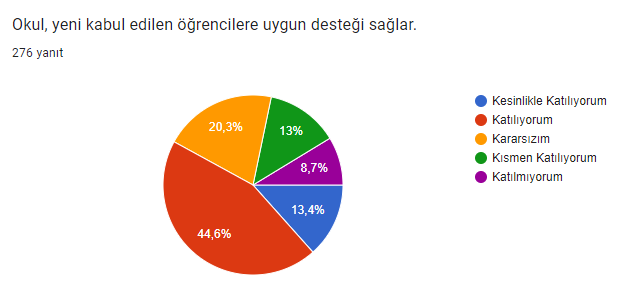 Okul, yeni kabul edilen öğrencilere uygun desteği sağlar.
276 yanıt
Kesinlikle Katılıyorum
Katılıyorum
Kararsızım
Kısmen Katılıyorum
Katılmıyorum
20,3%
13%
8,7%
13,4%
44,6%